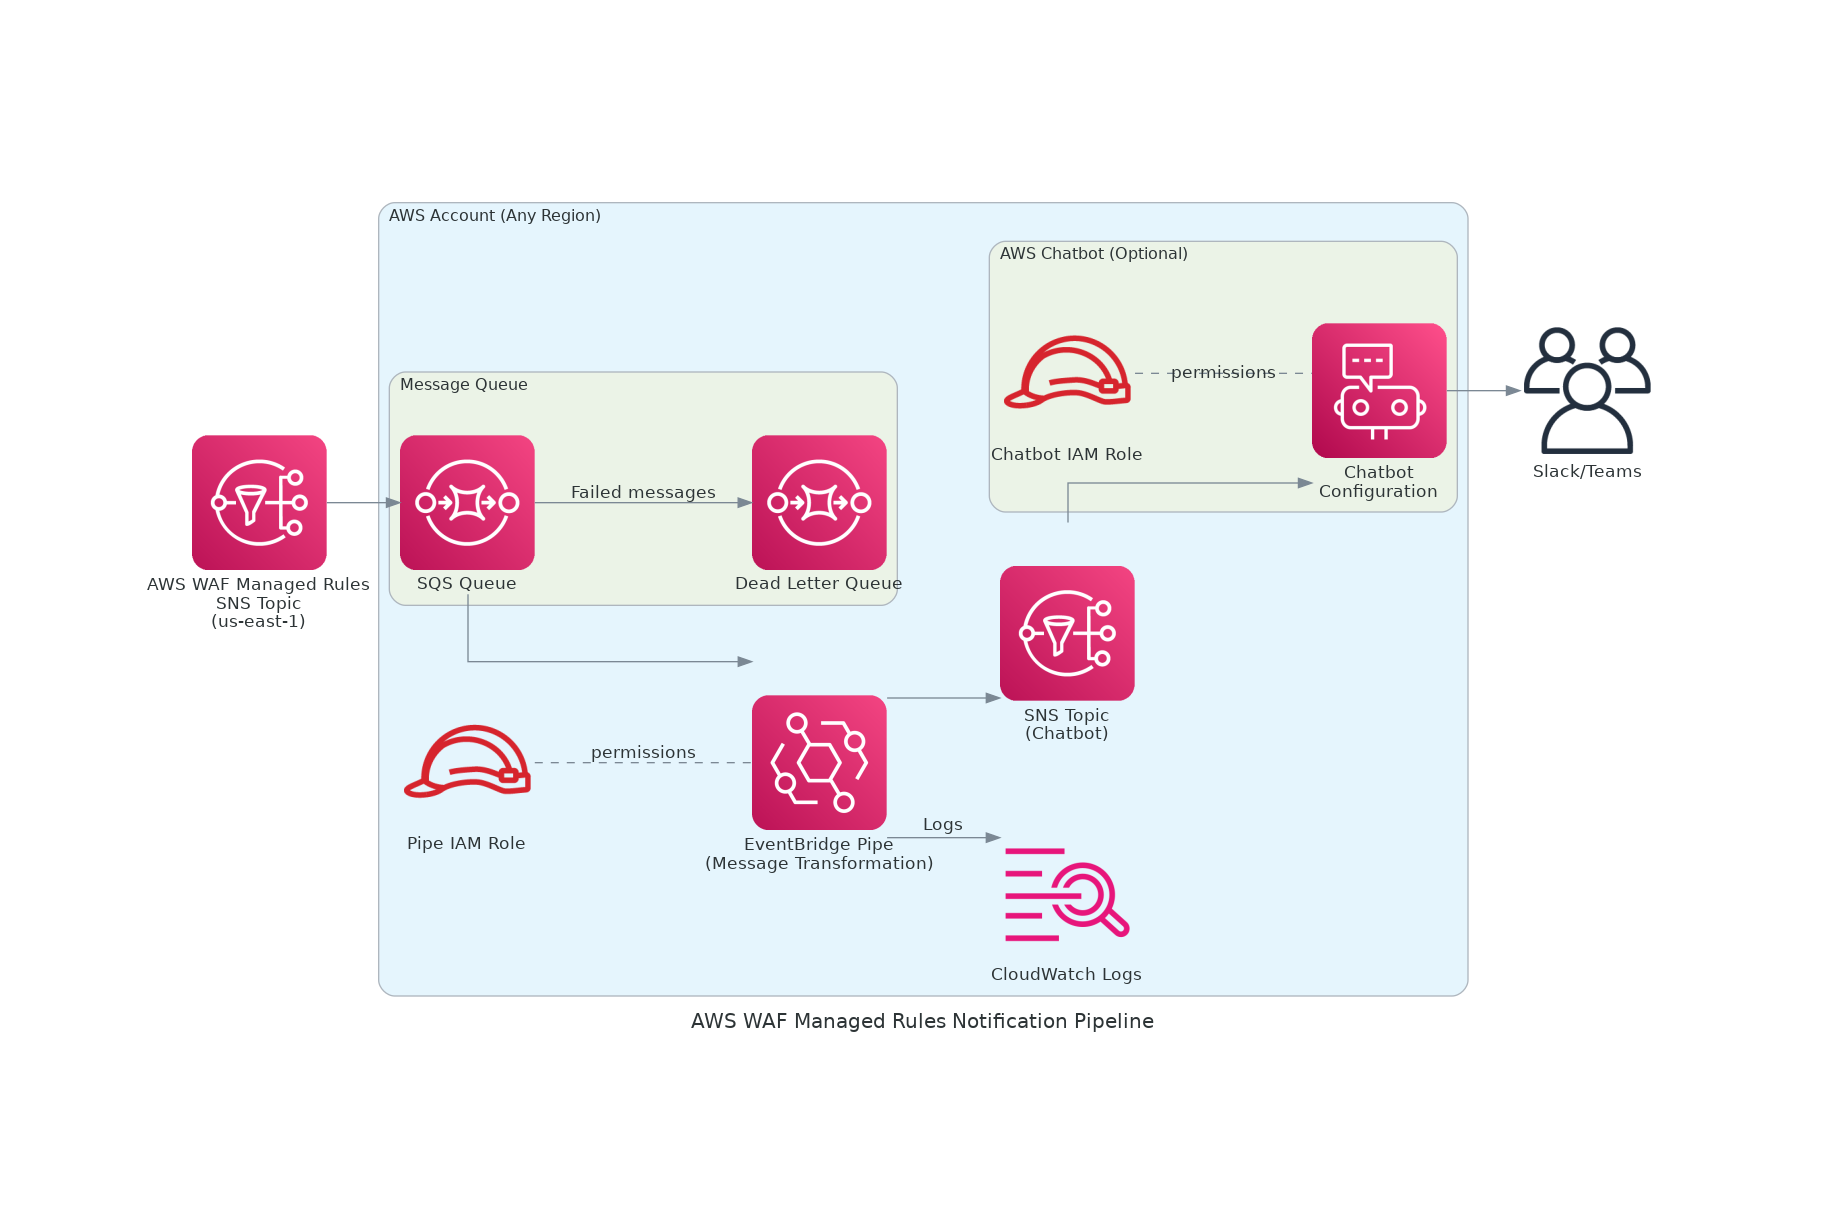 AWS Account (Any Region)
AWS Chatbot (Optional)
permissions
Chatbot IAM Role
Chatbot
Configuration
Slack/Teams
Message Queue
Failed messages
AWS WAF Managed Rules
SNS Topic
(us-east-1)
SQS Queue
Dead Letter Queue
SNS Topic
(Chatbot)
permissions
Pipe IAM Role
EventBridge Pipe
(Message Transformation)
Logs
CloudWatch Logs
AWS WAF Managed Rules Notification Pipeline